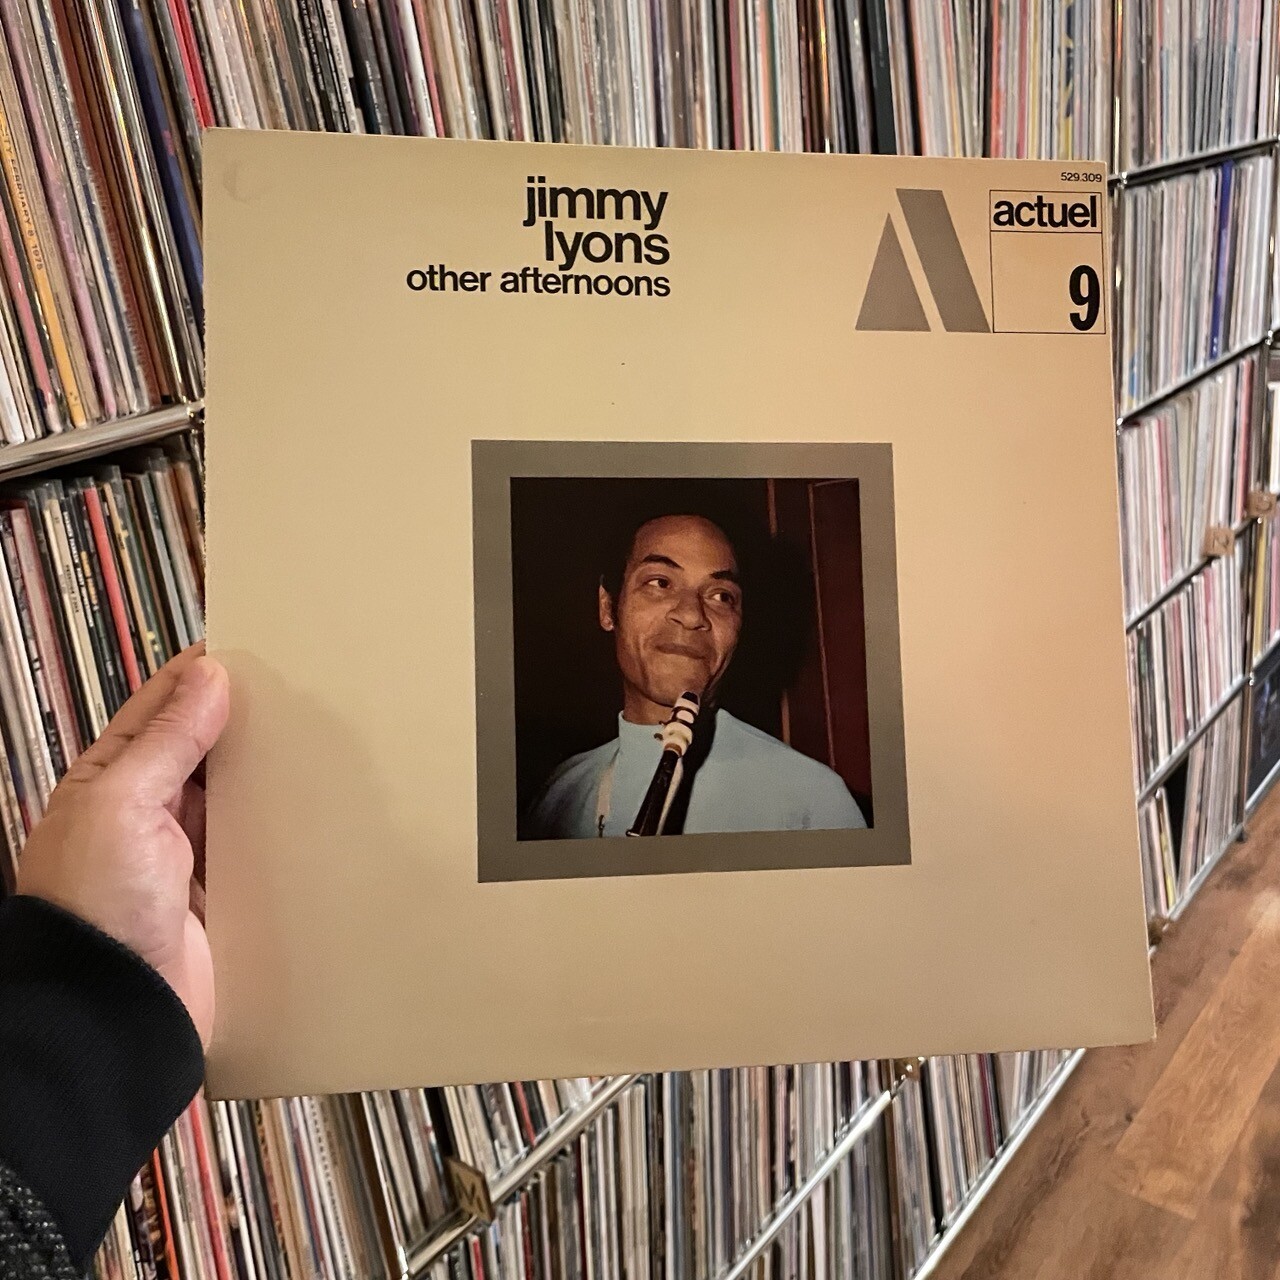 jimmy
lyons
other afternoons
529.309
actuel
9